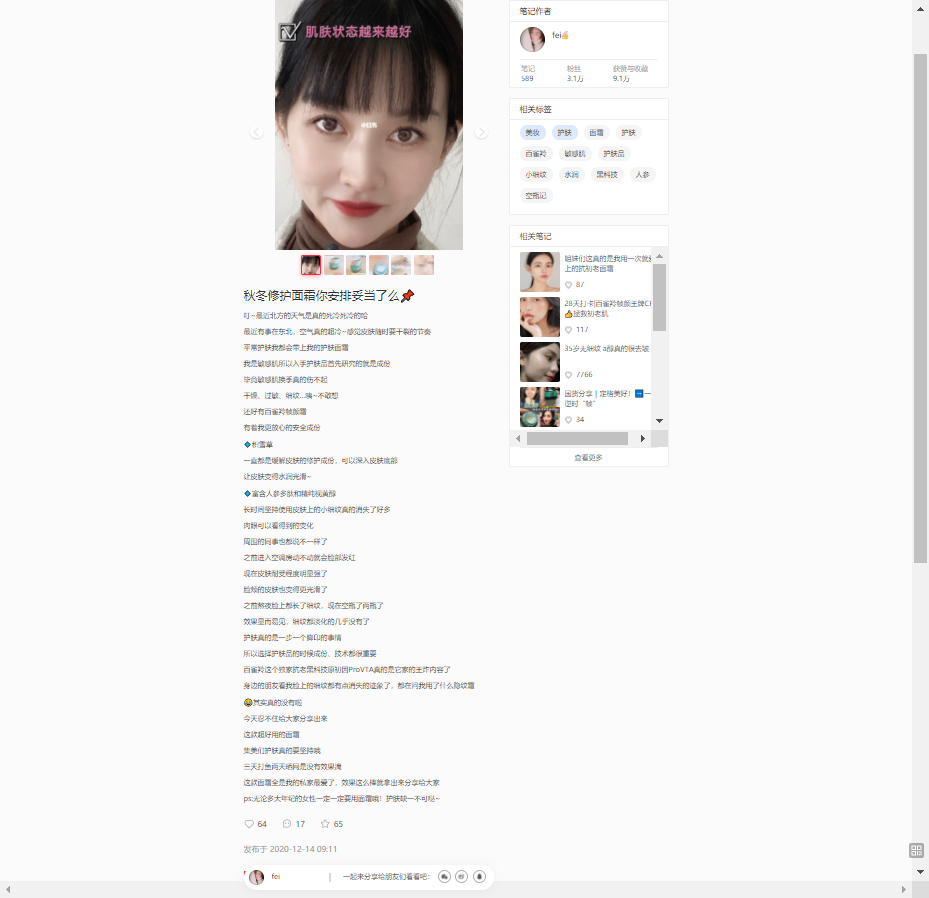 肌肤状态越来越好
秋冬修护面霜你安排妥当了么📌
叮~最近北方的天气是真的死冷死冷的哈
最近有事在东北，空气真的超冷~感觉皮肤随时要干裂的节奏
平常护肤我都会带上我的护肤面霜
我是敏感肌所以入手护肤品首先研究的就是成份
毕竟敏感肌换季真的伤不起
干燥、过敏、细纹...咦~不敢想
还好有百雀羚帧颜霜
有着我更放心的安全成份
🔹积雪草
一直都是缓解皮肤的修护成份，可以深入皮肤底部
让皮肤变得水润光滑~
🔹富含人参多肽和精纯视黄醇
长时间坚持使用皮肤上的小细纹真的消失了好多
肉眼可以看得到的变化
周围的同事也都说不一样了
之前进入空调房动不动就会脸部发红
现在皮肤耐受程度明显强了
脸颊的皮肤也变得更光滑了
之前熬夜脸上都长了细纹，现在空瓶了两瓶了
效果显而易见，细纹都淡化的几乎没有了
护肤真的是一步一个脚印的事情
所以选择护肤品的时候成份、技术都很重要
百雀羚这个独家抗老黑科技原初因ProVTA真的是它家的王炸内容了
身边的朋友看我脸上的细纹都有点消失的迹象了，都在问我用了什么隐纹霜
😄其实真的没有啦
今天忍不住给大家分享出来
这款超好用的面霜
集美们护肤真的要坚持哦
三天打鱼两天晒网是没有效果滴
这款面霜全是我的私家最爱了，效果这么棒就拿出来分享给大家
ps:无论多大年纪的女性一定一定要用面霜哦！护肤缺一不可哒~
64 17 65
发布于 2020-12-14 09:11
fei | 一起来分享给朋友们看看吧：
笔记作者
fei
笔记 粉丝 获赞与收藏
589 3.1万 9.1万
相关标签
美妆 护肤 面霜 护肤
百雀羚 敏感肌 护肤品
小细纹 水润 黑科技 人参
空瓶记
相关笔记
姐妹们这真的是我用一次就
上的抗初老面霜
87
28天打卡百雀羚帧颜王牌C
👍拯救初老肌
117
35岁无细纹 a醇真的很去皱
7766
国货分享 | 定格美好！➡一
逆时“帧”
34
查看更多